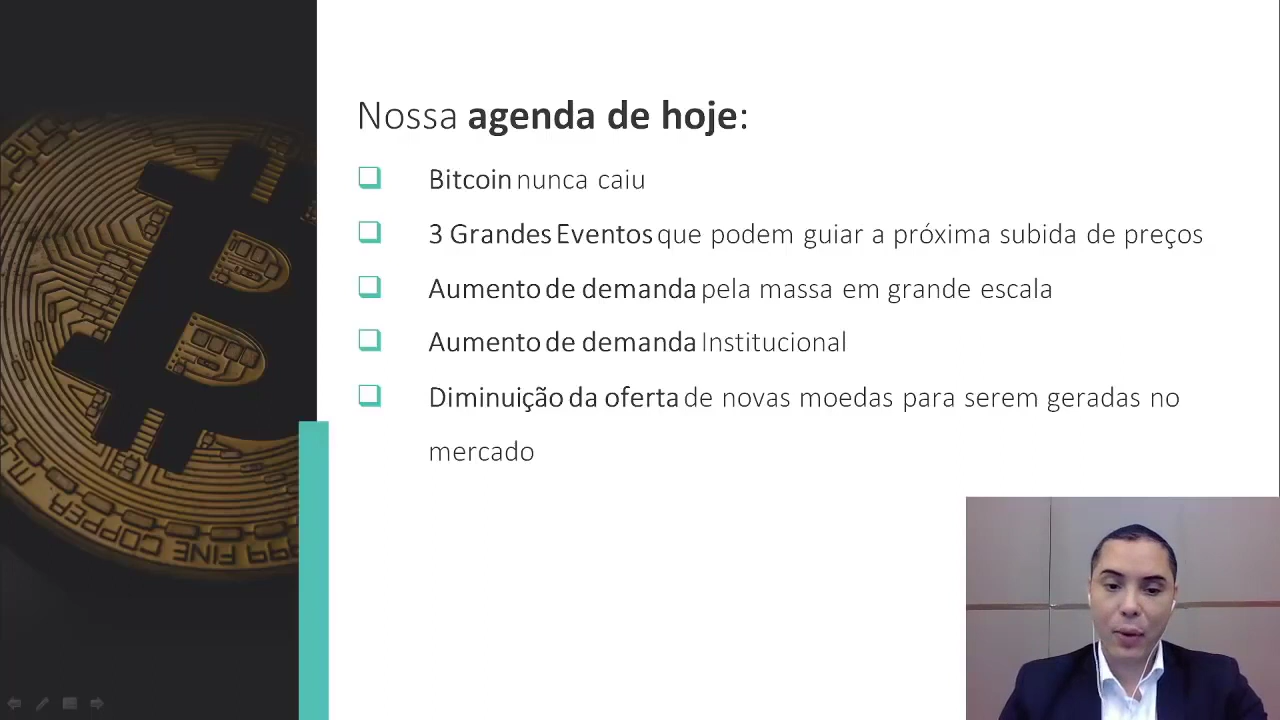 Nossa agenda de hoje:
Bitcoin nunca caiu
3 Grandes Eventos que podem guiar a próxima subida de preços
Aumento de demanda pela massa em grande escala
Aumento de demanda Institucional
Diminuição da oferta de novas moedas para serem geradas no
mercado
FINE COPPER